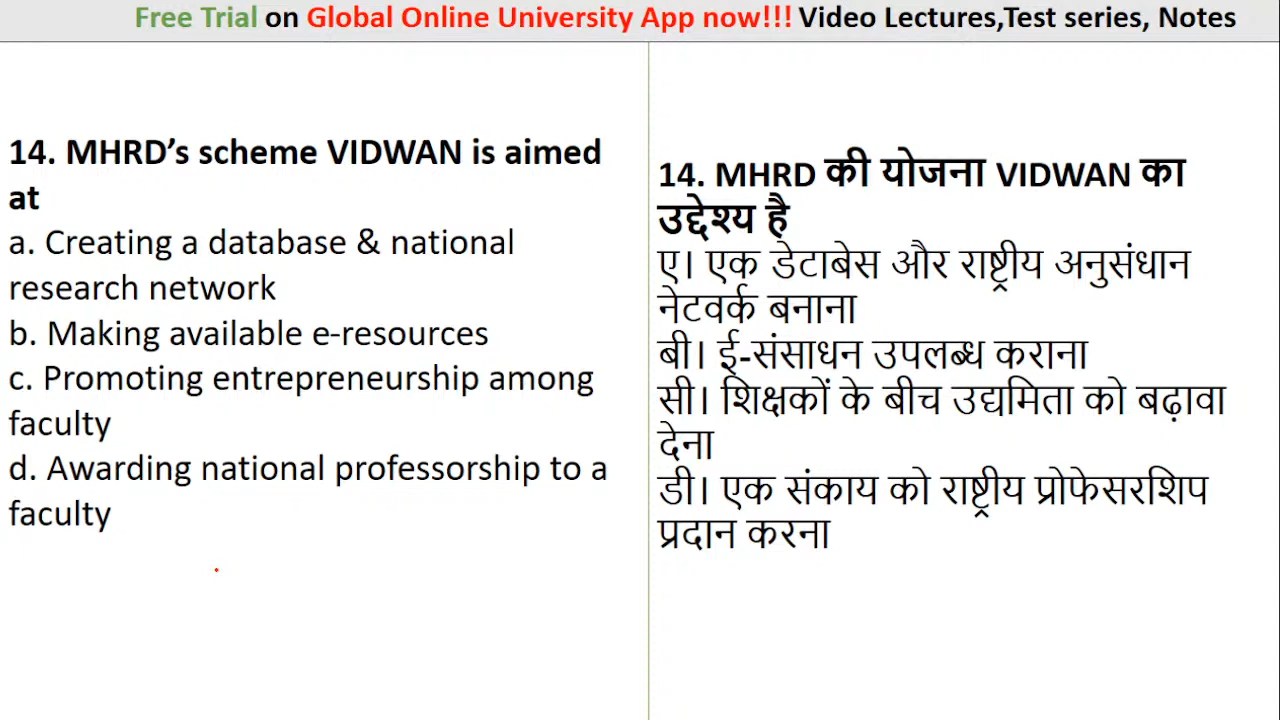 Free Trial on Global Online University App now!!! Video Lectures,Test series, Notes
14. MHRD’s scheme VIDWAN is aimed
at
a. Creating a database & national
research network
b. Making available e-resources
c. Promoting entrepreneurship among
faculty
d. Awarding national professorship to a
faculty
14. MHRD की योजना VIDWAN का
उद्देश्य है
ए। एक डेटाबेस और राष्ट्रीय अनुसंधान
नेटवर्क बनाना
बी। ई-संसाधन उपलब्ध कराना
सी। शिक्षकों के बीच उद्यमिता को बढ़ावा
देना
डी। एक संकाय को राष्ट्रीय प्रोफेसरशिप
प्रदान करना